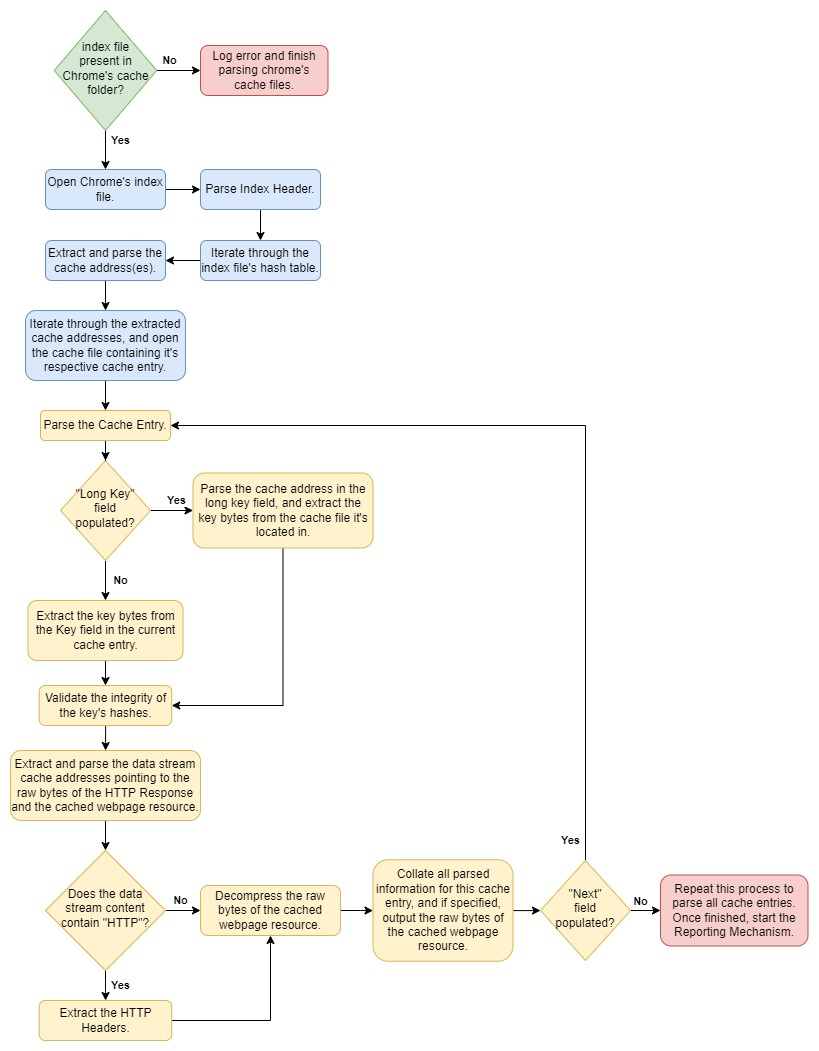 index file
present in
Chrome's cache
folder?
No
Log error and finish
parsing chrome's
cache files.
Yes
Open Chrome's index
file.
Parse Index Header.
Extract and parse the
cache address(es).
Iterate through the
index file's hash table.
Iterate through the extracted
cache addresses, and open
the cache file containing it's
respective cache entry.
Parse the Cache Entry.
"Long Key"
field
populated?
Yes
Parse the cache address in the
long key field, and extract the
key bytes from the cache file it's
located in.
No
Extract the key bytes from
the Key field in the current
cache entry.
Validate the integrity of
the key's hashes.
Extract and parse the data stream
cache addresses pointing to the
raw bytes of the HTTP Response
and the cached webpage resource.
Does the data
stream content
contain "HTTP"?
No
Decompress the raw
bytes of the cached
webpage resource.
Collate all parsed
information for this cache
entry, and if specified,
output the raw bytes of
the cached webpage
resource.
Yes
"Next"
field
populated?
No
Repeat this process to
parse all cache entries.
Once finished, start the
Reporting Mechanism.
Yes
Extract the HTTP
Headers.